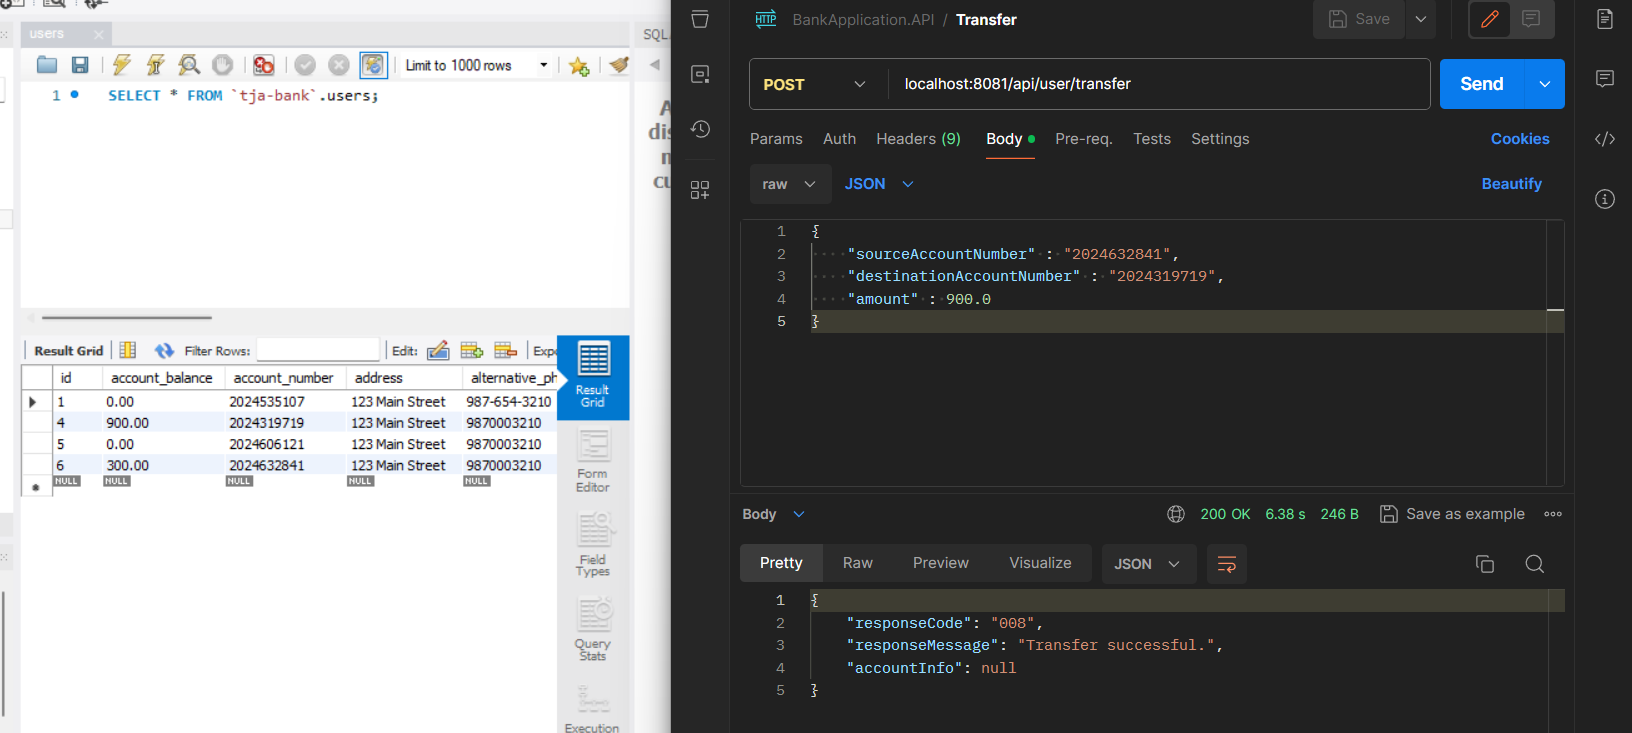 users
SQL
Limit to 1000 rows
1 SELECT * FROM `tja-bank`.users;
Result Grid Filter Rows: Edit:
id account_balance account_number address alternative_ph
1 0.00 2024535107 123 Main Street 987-654-3210
4 900.00 2024319719 123 Main Street 9870003210
5 0.00 2024606121 123 Main Street 9870003210
6 300.00 2024632841 123 Main Street 9870003210
NULL NULL NULL NULL NULL
Result
Grid
Form
Editor
Field
Types
Query
Stats
Execution
HTTP BankApplication.API / Transfer
Save
POST localhost:8081/api/user/transfer
Send
Params Auth Headers (9) Body Pre-req. Tests Settings Cookies
raw JSON Beautify
1 {
2 "sourceAccountNumber" : "2024632841",
3 "destinationAccountNumber" : "2024319719",
4 "amount" : 900.0
5 }
Body 200 OK 6.38 s 246 B Save as example
Pretty Raw Preview Visualize JSON
1 {
2 "responseCode": "008",
3 "responseMessage": "Transfer successful.",
4 "accountInfo": null
5 }